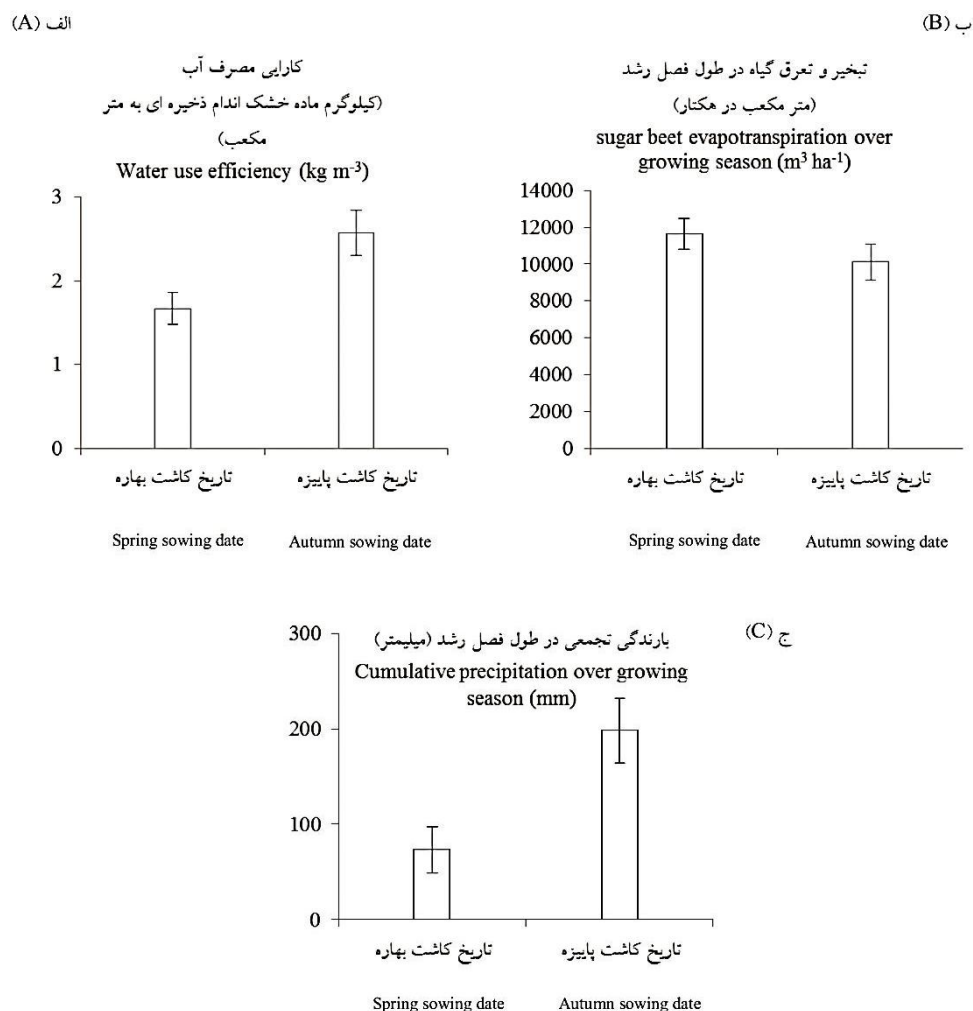 الف (A)
کارایی مصرف آب
(کیلوگرم ماده خشک اندام ذخیره ای به متر
مکعب)
Water use efficiency (kg m-3)
3
2
1
0
تاریخ کاشت بهاره
تاریخ کاشت پاییزه
Spring sowing date
Autumn sowing date
ب (B)
تبخیر و تعرق گیاه در طول فصل رشد
(متر مکعب در هکتار)
sugar beet evapotranspiration over
growing season (m3 ha-1)
14000
12000
10000
8000
6000
4000
2000
0
تاریخ کاشت بهاره
تاریخ کاشت پاییزه
Spring sowing date
Autumn sowing date
ج (C)
بارندگی تجمعی در طول فصل رشد (میلیمتر)
Cumulative precipitation over growing
season (mm)
300
200
100
0
تاریخ کاشت بهاره
تاریخ کاشت پاییزه
Spring sowing date
Autumn sowing date